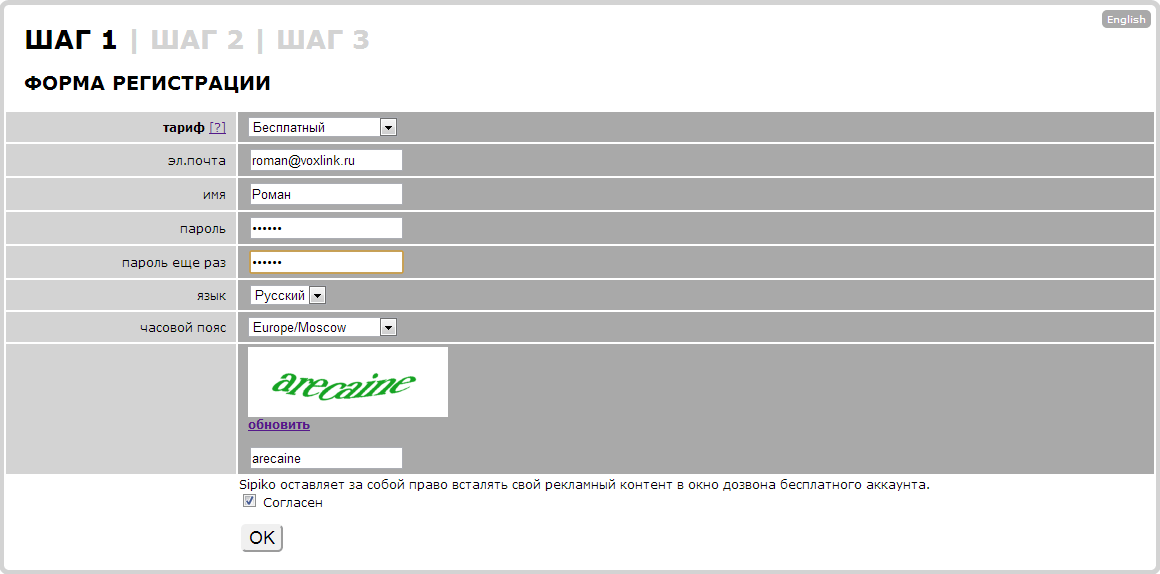 English
ШАГ 1 | ШАГ 2 | ШАГ 3
ФОРМА РЕГИСТРАЦИИ
тариф [?] Бесплатный
эл.почта roman@voxlink.ru
имя Роман
пароль ••••••
пароль еще раз ••••••
язык Русский
часовой пояс Europe/Moscow
arecaine
обновить
arecaine
Sipiko оставляет за собой право всталять свой рекламный контент в окно дозвона бесплатного аккаунта.
Согласен
OK